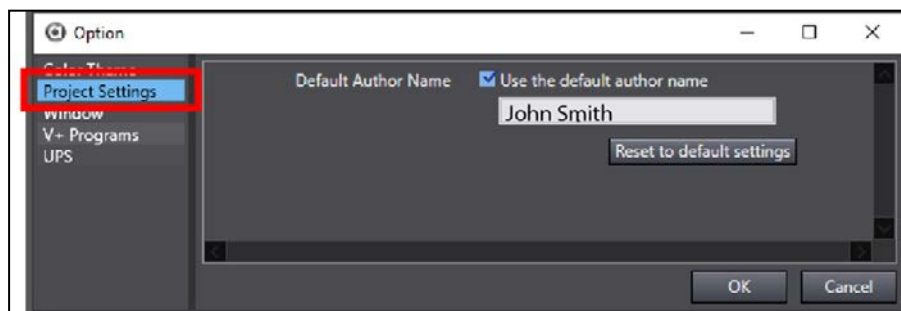 Option
Color Theme
Project Settings
Window
V+ Programs
UPS
Default Author Name
Use the default author name
John Smith
Reset to default settings
OK
Cancel